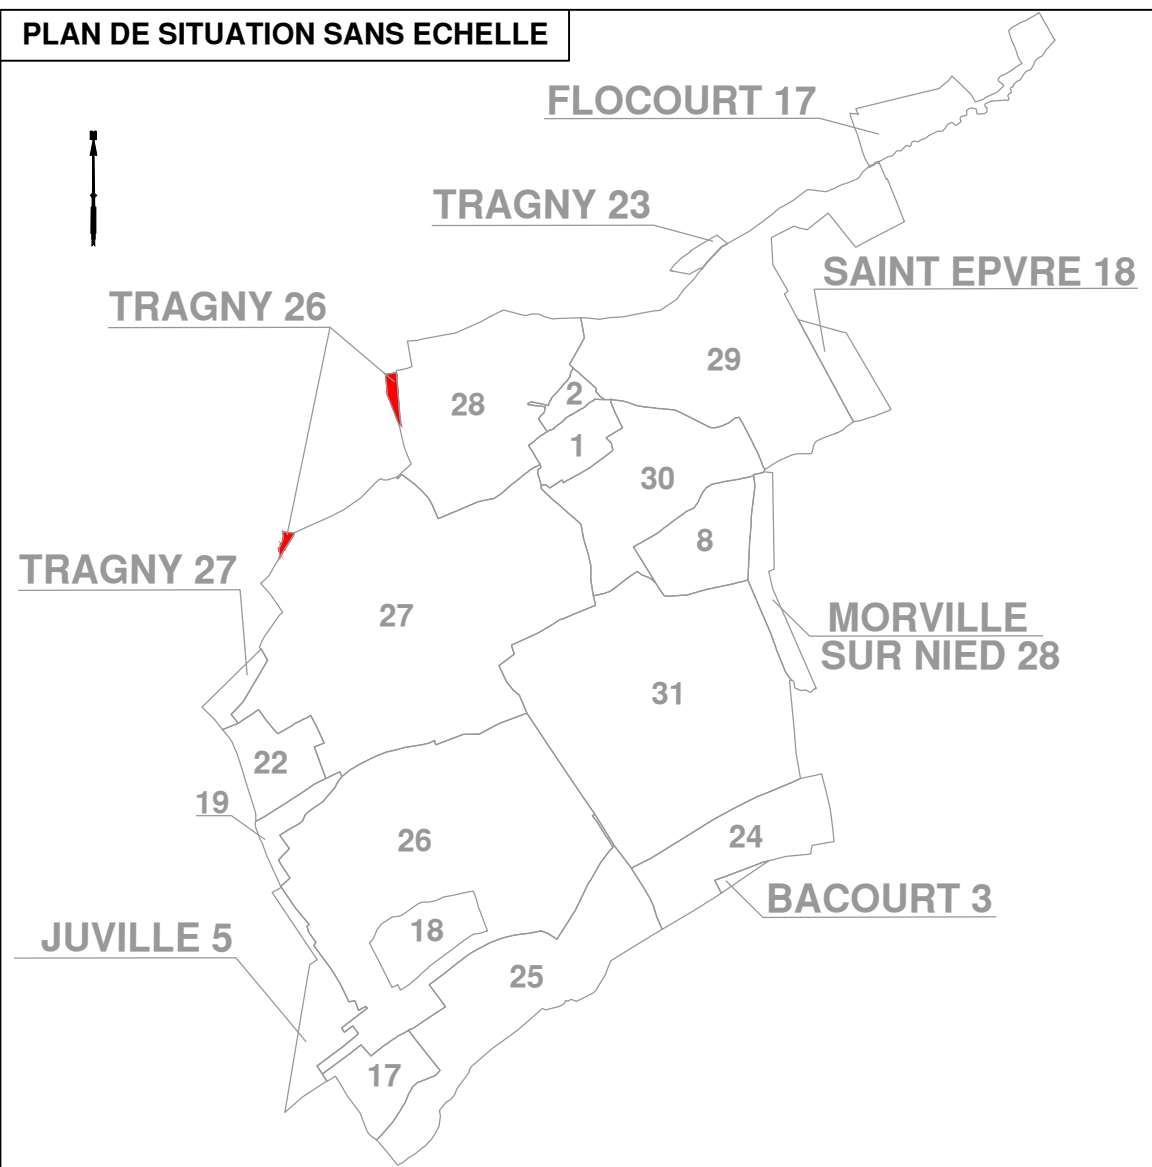 PLAN DE SITUATION SANS ECHELLE
FLOCOURT 17
TRAGNY 23
SAINT EPVRE 18
TRAGNY 26
29
2
28
1
30
8
TRAGNY 27
27
MORVILLE
SUR NIED 28
31
22
19
26
24
BACOURT 3
18
JUVILLE 5
25
17